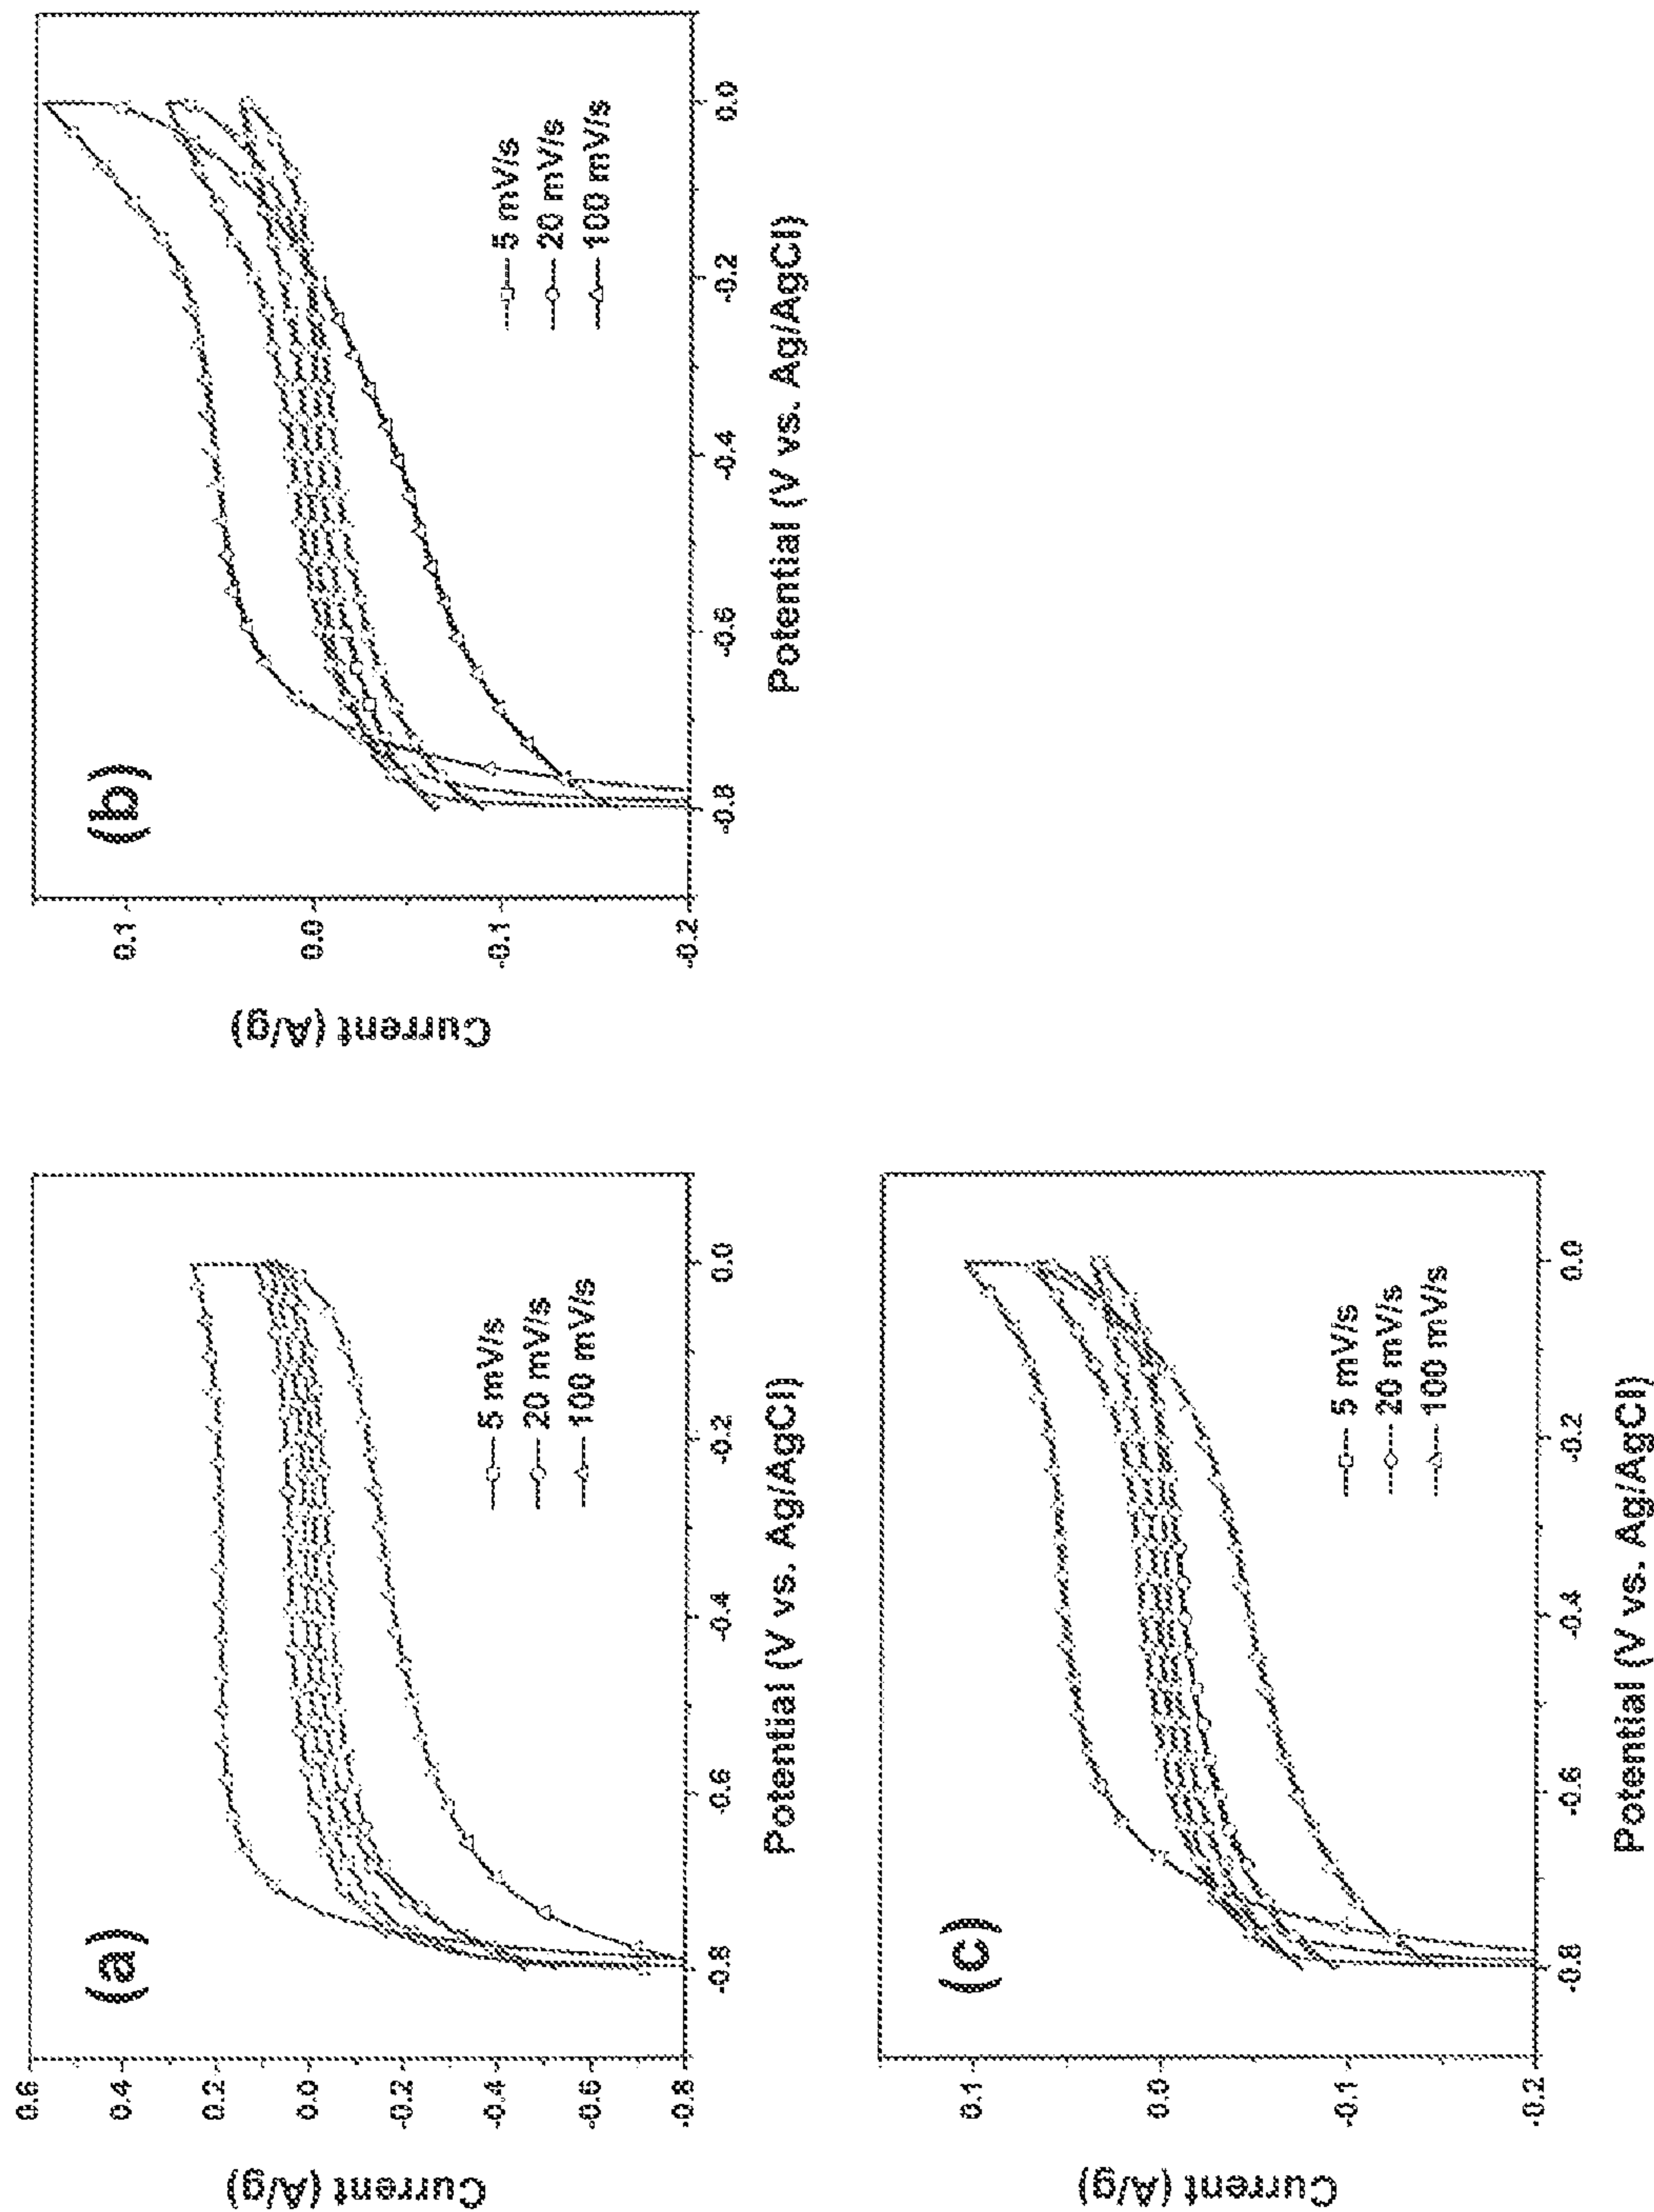 (a)
Current (A/g)
0.6
0.4
0.2
0.0
-0.2
-0.4
-0.6
-0.8
5 mV/s
20 mV/s
100 mV/s
-0.8
-0.6
-0.4
-0.2
0.0
Potential (V vs. Ag/AgCl)
(b)
Current (A/g)
0.1
0.0
-0.1
-0.2
5 mV/s
20 mV/s
100 mV/s
-0.8
-0.6
-0.4
-0.2
0.0
Potential (V vs. Ag/AgCl)
(c)
Current (A/g)
0.1
0.0
-0.1
-0.2
5 mV/s
20 mV/s
100 mV/s
-0.8
-0.6
-0.4
-0.2
0.0
Potential (V vs. Ag/AgCl)